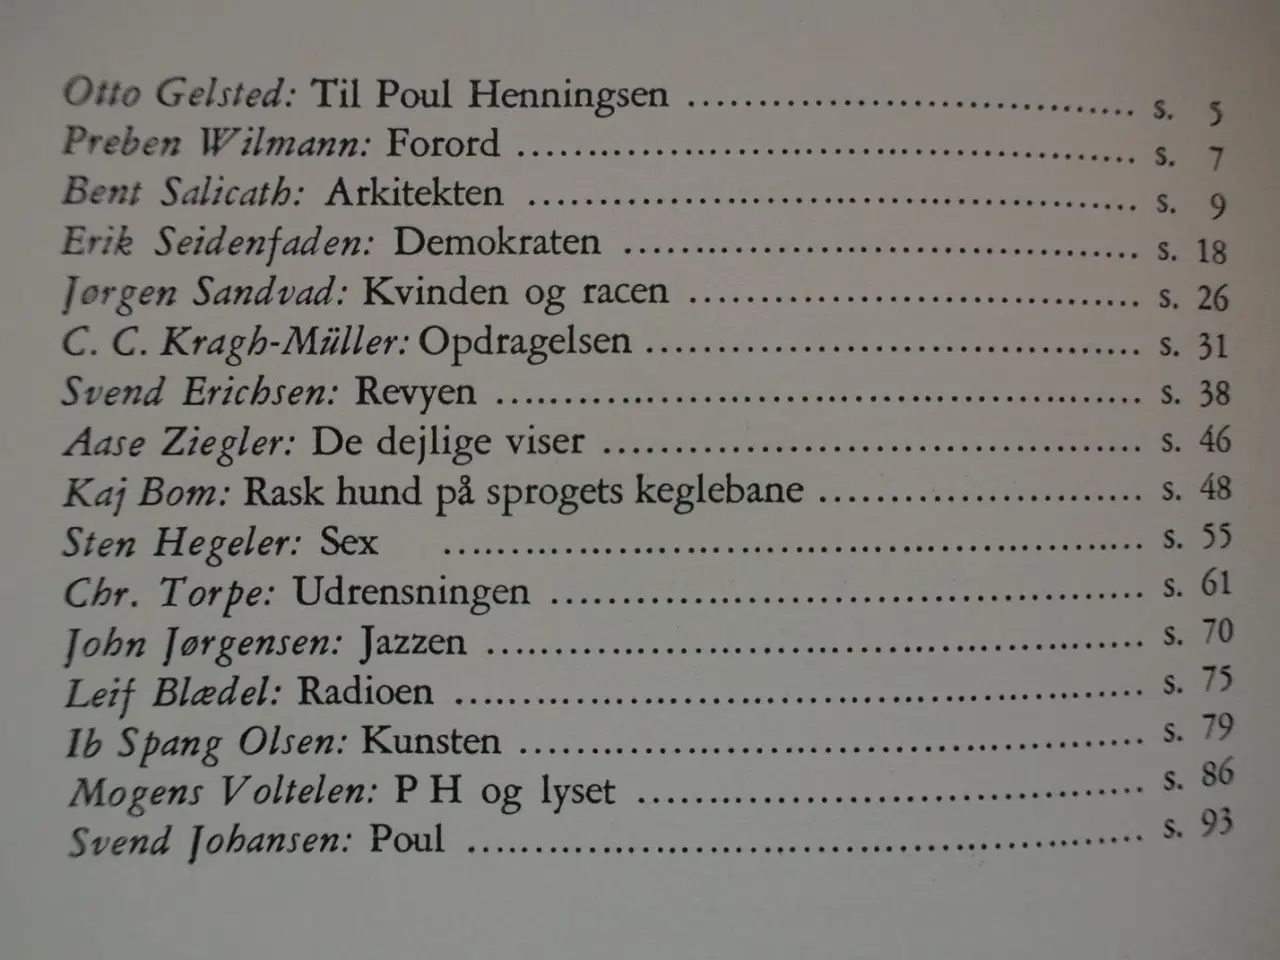 Otto Gelsted: Til Poul Henningsen ..................................... s. 5
Preben Wilmann: Forord ................................................... s. 7
Bent Salicath: Arkitekten ................................................... s. 9
Erik Seidenfaden: Demokraten ........................................... s. 18
Jørgen Sandvad: Kvinden og racen ...................................... s. 26
C. C. Kragh-Müller: Opdragelsen ......................................... s. 31
Svend Erichsen: Revyen ..................................................... s. 38
Aase Ziegler: De dejlige viser ............................................. s. 46
Kaj Bom: Rask hund på sprogets keglebane ........................... s. 48
Sten Hegeler: Sex .......................................................... s. 55
Chr. Torpe: Udrensningen ................................................. s. 61
John Jørgensen: Jazzen ...................................................... s. 70
Leif Blædel: Radioen ......................................................... s. 75
Ib Spang Olsen: Kunsten .................................................... s. 79
Mogens Voltelen: P H og lyset .......................................... s. 86
Svend Johansen: Poul ........................................................ s. 93